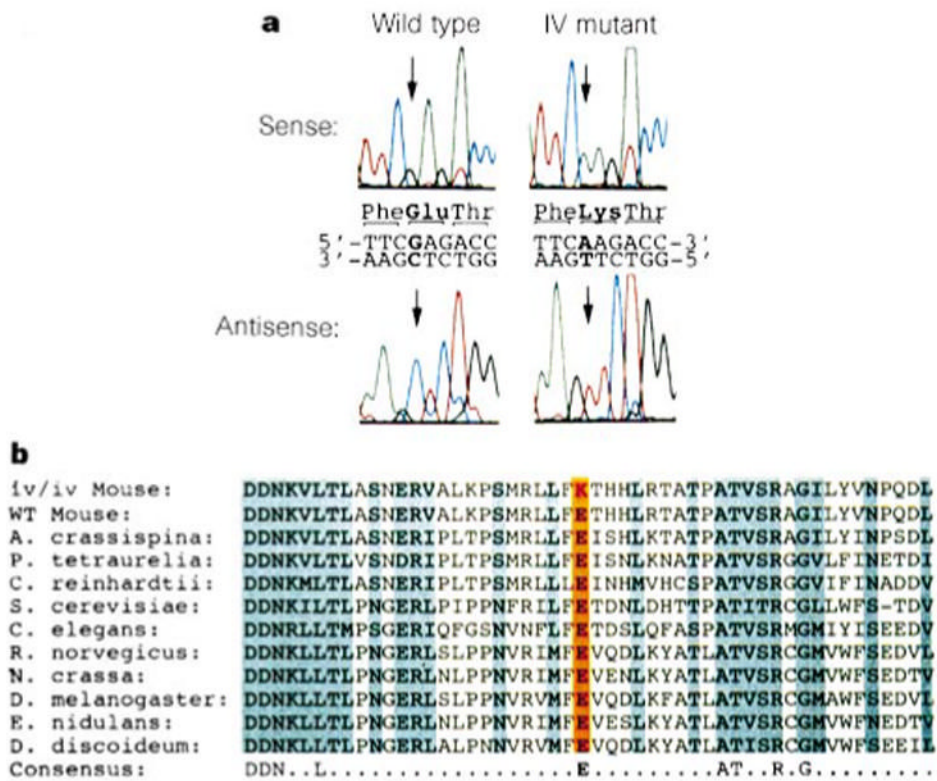 a
Wild type IV mutant
Sense:
PheGluThr PheLysThr
5'-TTCGAGACC TTCAAGACC-3'
3'-AAGCTCTGG AAGTTCTGG-5'
Antisense:
b
iv/iv Mouse: DDNKVLTLASNERVALKPSMRLLFKTHHLRTATPATVSRAGILYVNPQDL
WT Mouse: DDNKVLTLASNERVALKPSMRLLFETHHLRTATPATVSRAGILYVNPQDL
A. crassispina: DDNKVLTLASNERIPLTPSMRLLFEISHLKTATPATVSRAGILYINPSDL
P. tetraurelia: DDNKVLTLVSNDRIPLTPSMRLLFEISNLKNATPATVSRGGVLFINETDI
C. reinhardtii: DDNKMLTLASNERIPLTPSMRLLLEINHMVHCSPATVSRGGVIFINADDV
S. cerevisiae: DDNKILTLPNGERLPIPPNFRILFETDNLDHTTPATITRCGLLWFS-TDV
C. elegans: DDNRLLTMPSGERIQFGSNVNFLFETDSLQFASPATVSRMGMIYISEEDV
R. norvegicus: DDNKLLTLPNGERLSLPPNVRIMFEVQDLKYATLATVSRCGMVWFSEDVL
N. crassa: DDNKLLTLPNGERLNLPPNVRIMFEVENLKYATLATVSRCGMVWFSEDTV
D. melanogaster: DDNKLLTLPNGERLSLPPNVRVMFEVQDLKFATLATVSRCGMAWFSEDVL
E. nidulans: DDNKLLTLPNGERLNLPPNVRIMFEVESLKYATLATVSRCGMVWFNEDTV
D. discoideum: DDNKLLTLPNGERLALPNNVRVMFEVQDLKYATLATISRCGMVWFSEEIL
Consensus: DDN..L.................E.........AT..R.G..........